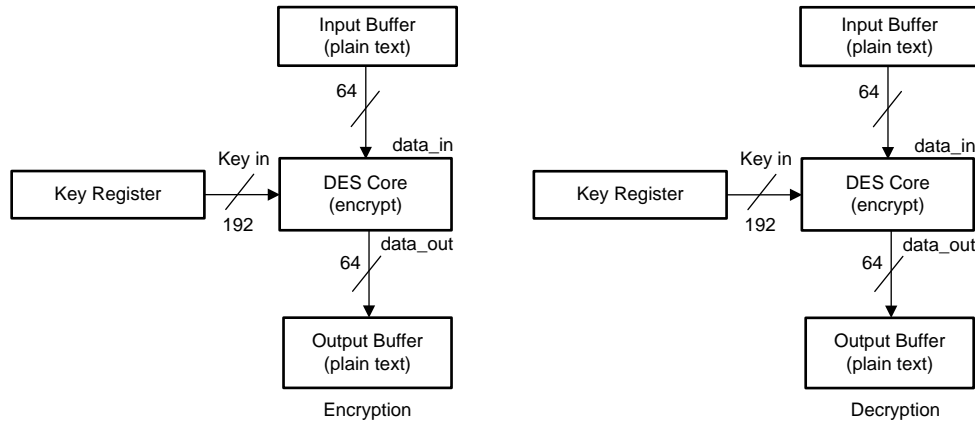 Input Buffer
(plain text)
64
data_in
Key in
Key Register
DES Core
(encrypt)
192
data_out
64
Output Buffer
(plain text)
Encryption
Input Buffer
(plain text)
64
data_in
Key in
Key Register
DES Core
(encrypt)
192
data_out
64
Output Buffer
(plain text)
Decryption